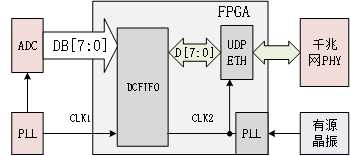 FPGA
ADC
DB[7:0]
DCFIFO
D[7:0]
UDP
ETH
千兆
网PHY
PLL
CLK1
CLK2
PLL
有源
晶振